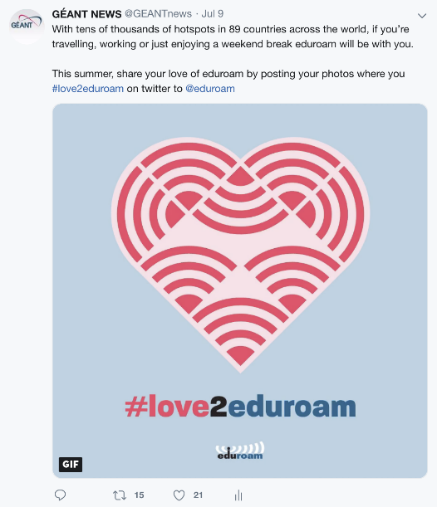 GÉANT NEWS @GEANTnews · Jul 9
GÉANT
With tens of thousands of hotspots in 89 countries across the world, if you're
travelling, working or just enjoying a weekend break eduroam will be with you.
This summer, share your love of eduroam by posting your photos where you
#love2eduroam on twitter to @eduroam
#love2eduroam
eduroam
GIF
15
21